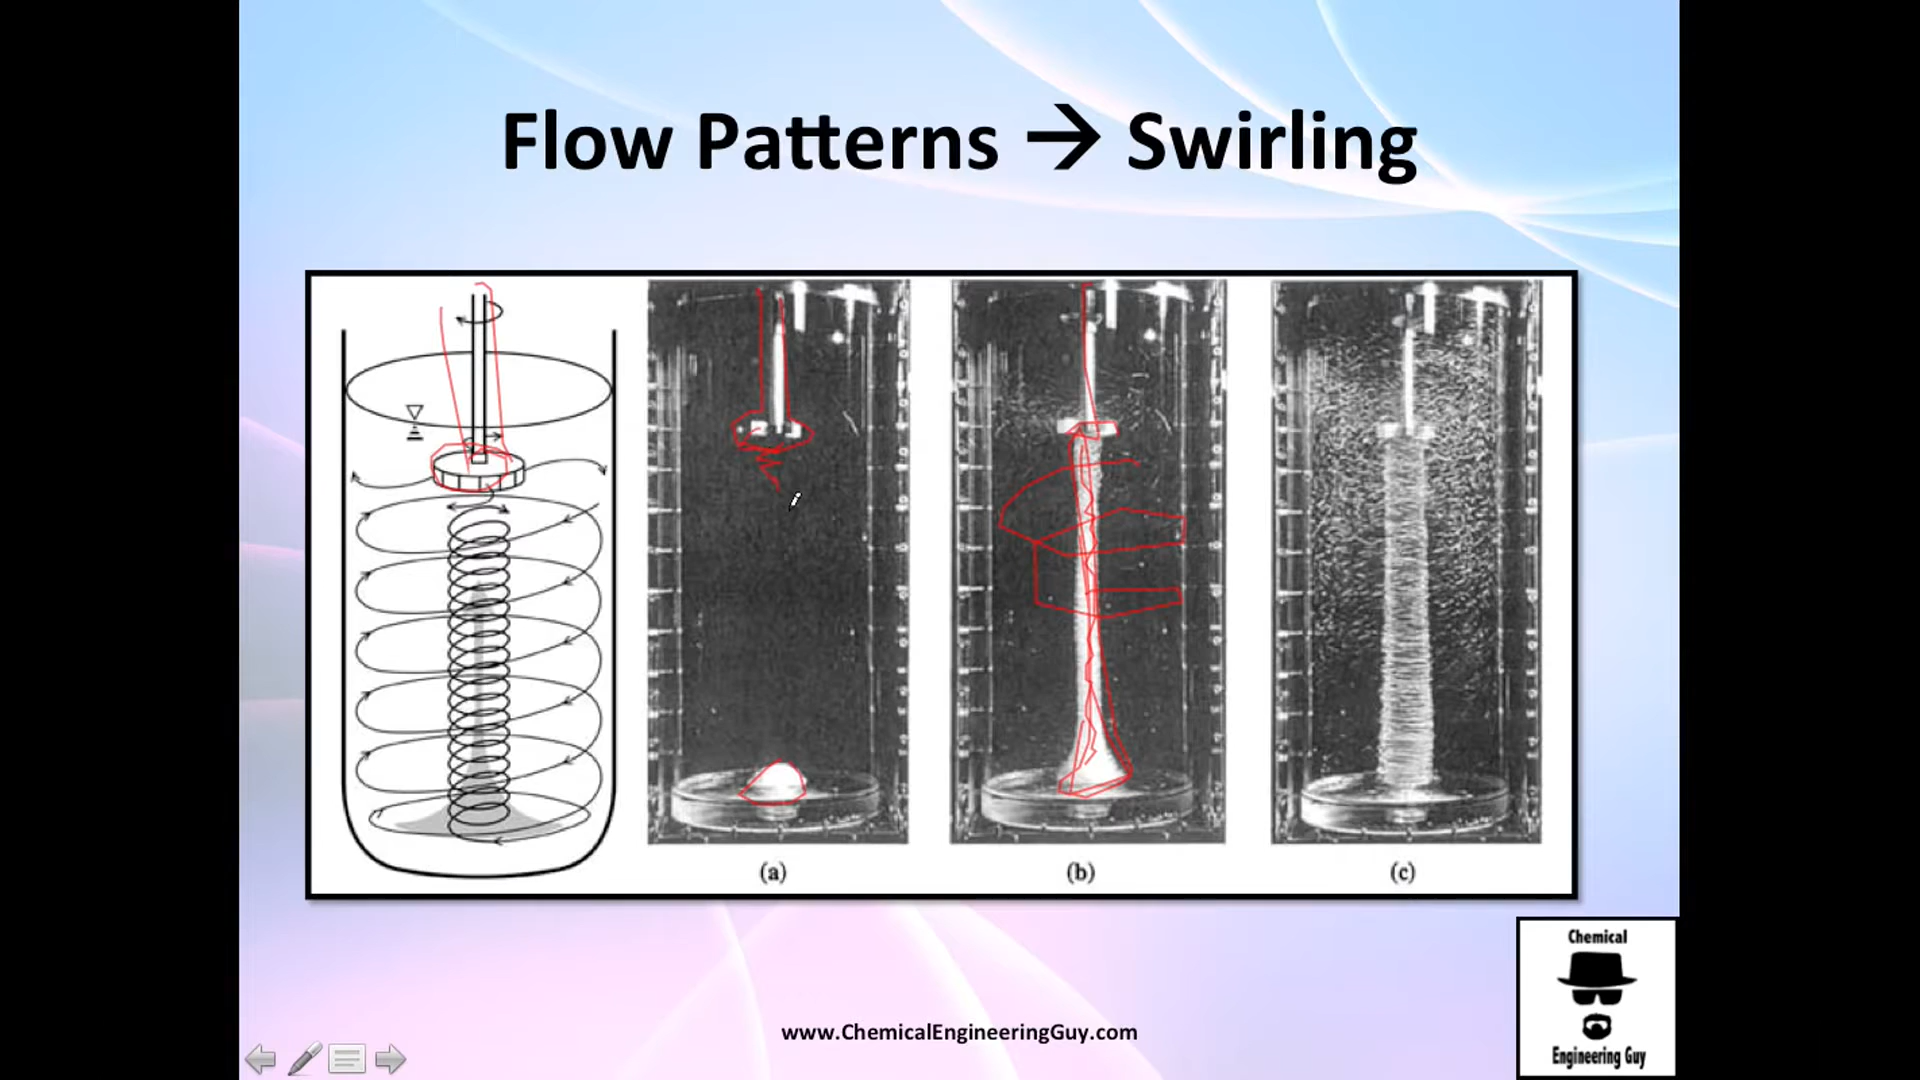 Flow Patterns → Swirling
(a)
(b)
(c)
Chemical
Engineering Guy
www.ChemicalEngineeringGuy.com